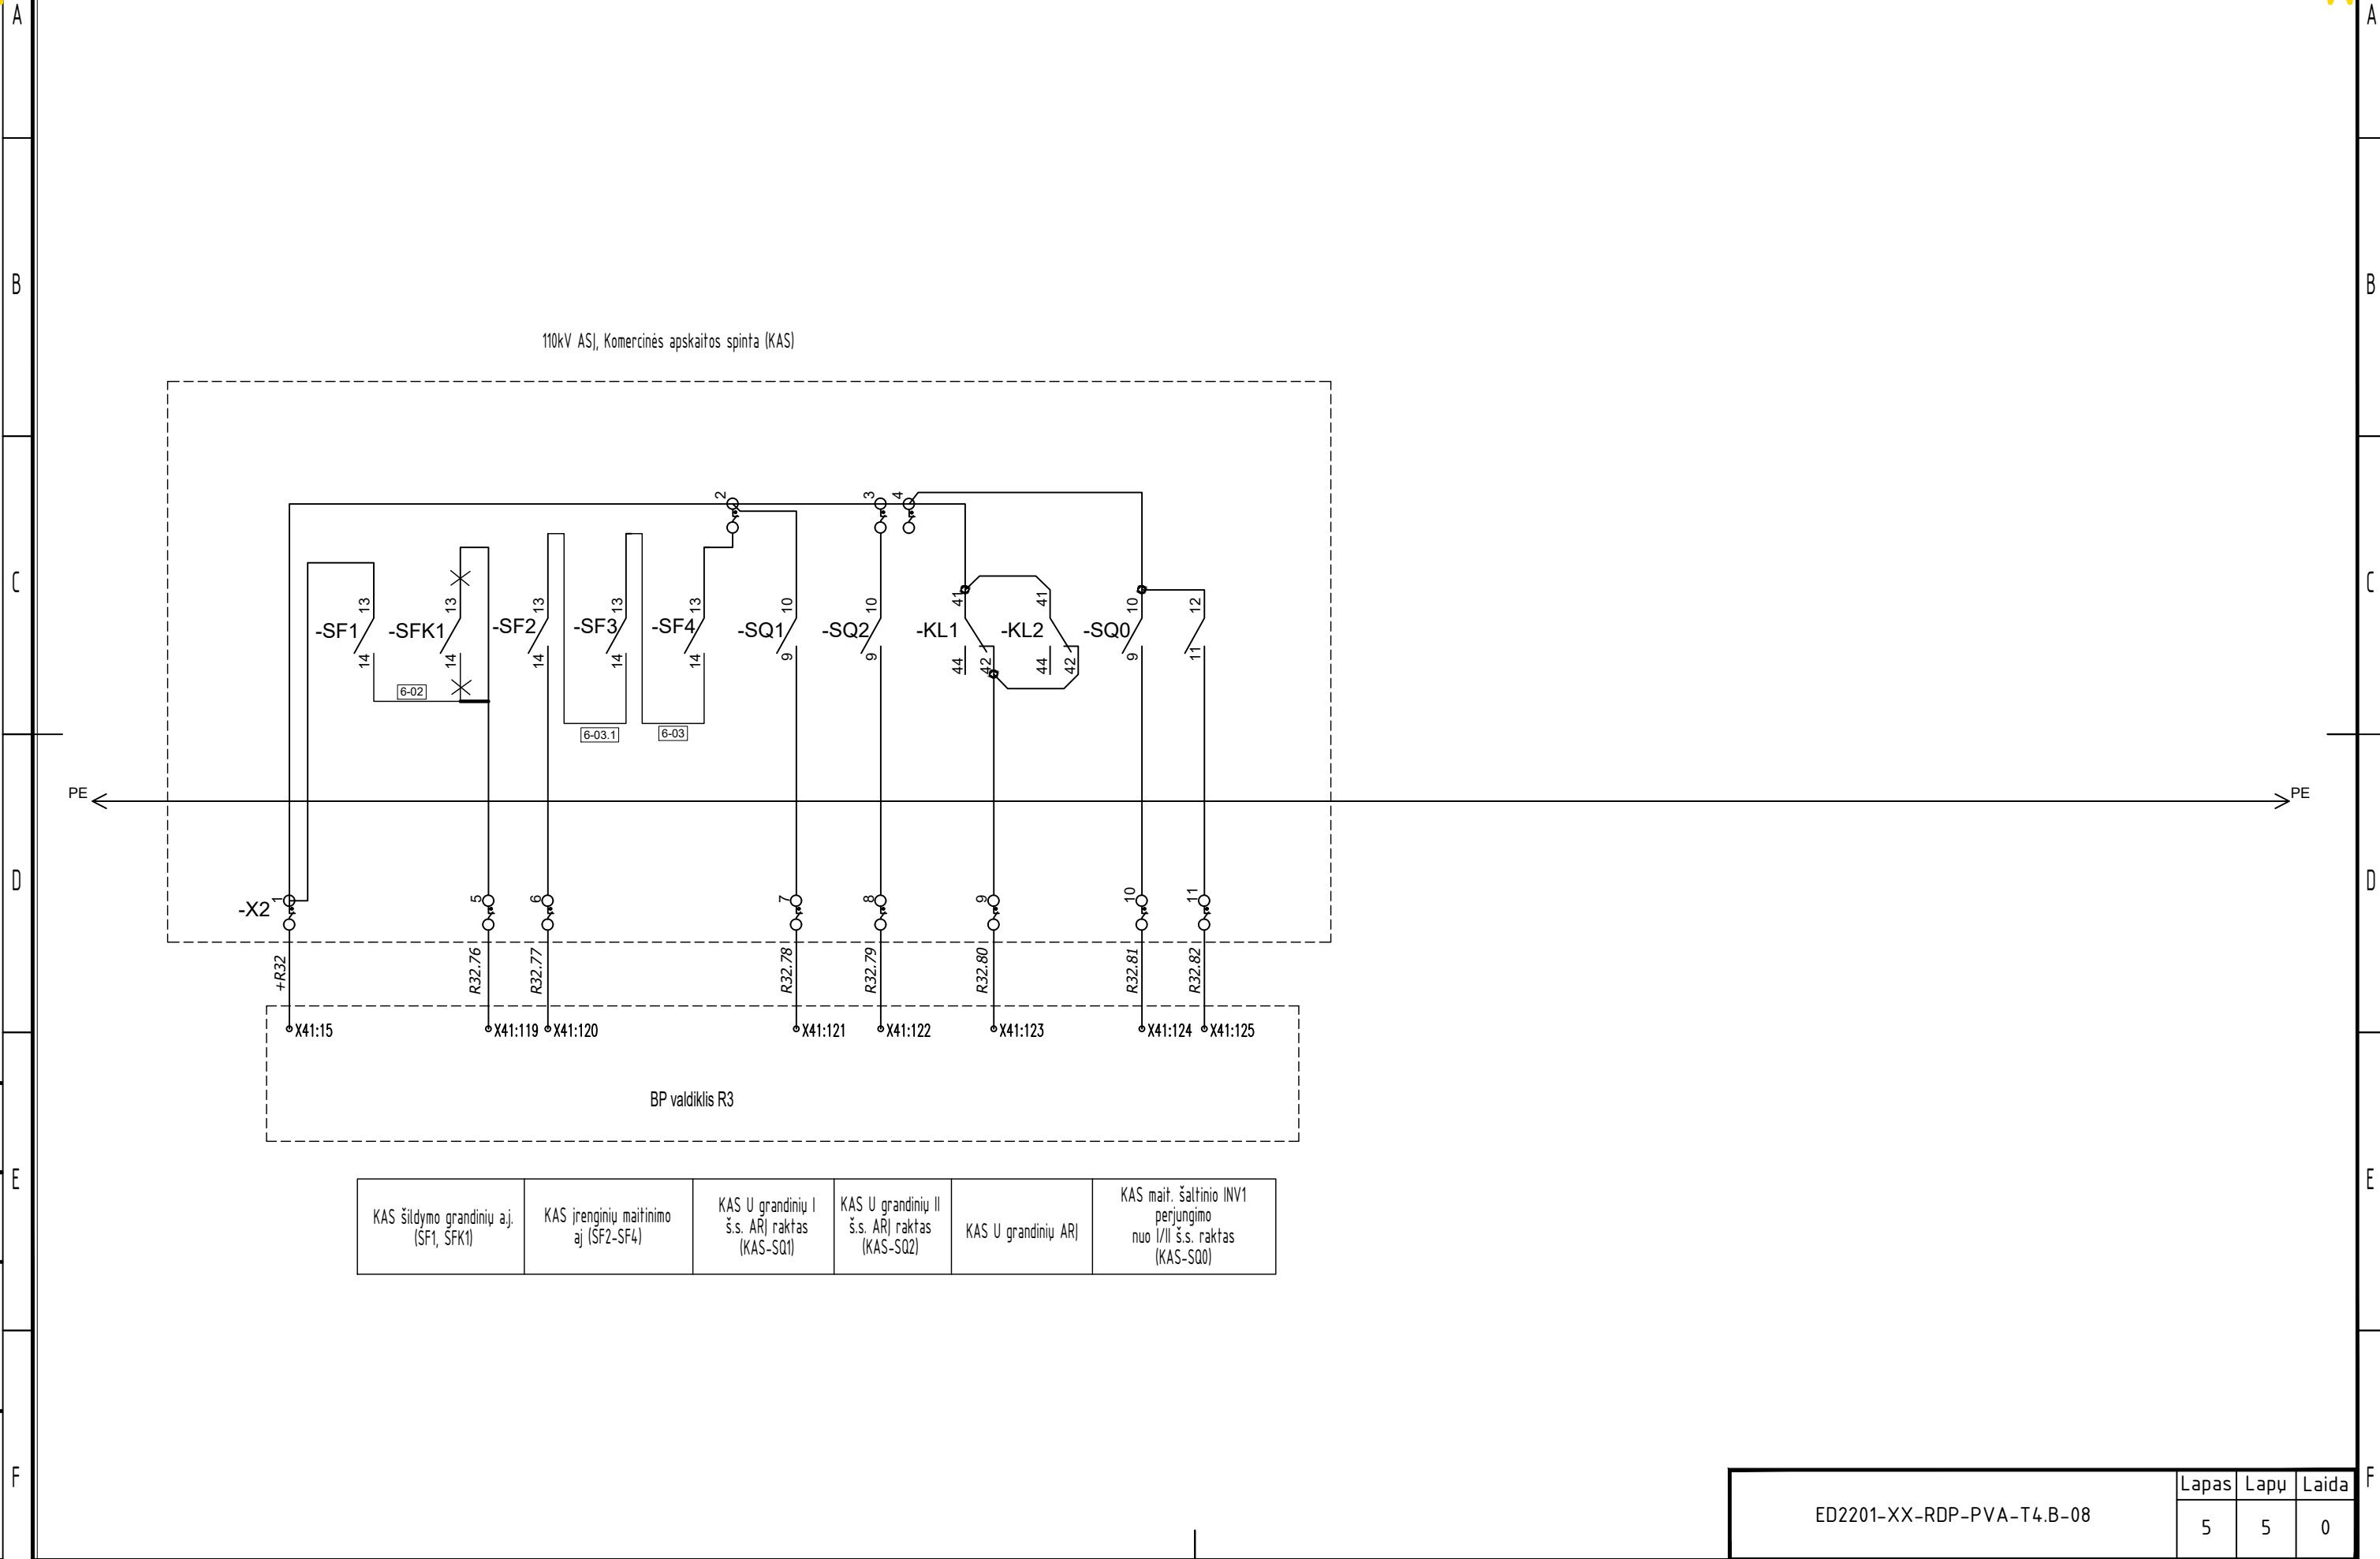 A
A
B
B
110kV ASĮ, Komercinės apskaitos spinta (KAS)
2
3
4
C
C
13
13
13
13
13
10
10
41
41
10
12
-SF1
-SFK1
-SF2
-SF3
-SF4
-SQ1
-SQ2
-KL1
-KL2
-SQ0
14
14
14
14
14
9
9
44
42
44
42
9
11
6-02
6-03.1
6-03
PE
PE
D
D
-X2
1
5
6
7
8
9
10
11
+R32
R32.76
R32.77
R32.78
R32.79
R32.80
R32.81
R32.82
X41:15
X41:119
X41:120
X41:121
X41:122
X41:123
X41:124
X41:125
BP valdiklis R3
E
E
KAS šildymo grandinių a.j.
(SF1, SFK1)
KAS įrenginių maitinimo
aj (SF2-SF4)
KAS U grandinių I
š.s. ARĮ raktas
(KAS-SQ1)
KAS U grandinių II
š.s. ARĮ raktas
(KAS-SQ2)
KAS U grandinių ARĮ
KAS mait. šaltinio INV1
perjungimo
nuo I/II š.s. raktas
(KAS-SQ0)
F
F
ED2201-XX-RDP-PVA-T4.B-08
Lapas
Lapų
Laida
5
5
0